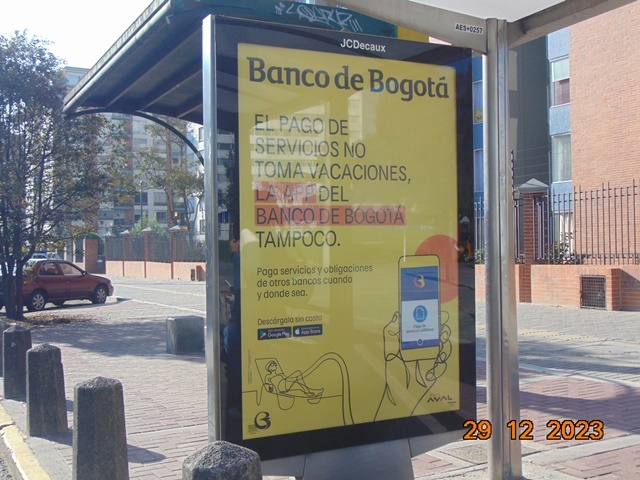 AES+0257
JCDecaux
Banco de Bogotá
EL PAGO DE
SERVICIOS NO
TOMA VACACIONES,
LA APP DEL
BANCO DE BOGOTÁ
TAMPOCO.
Paga servicios y obligaciones
de otros bancos cuando
y donde sea.
Descárgala sin costo
Google Play
App Store
AVAL
29 12 2023